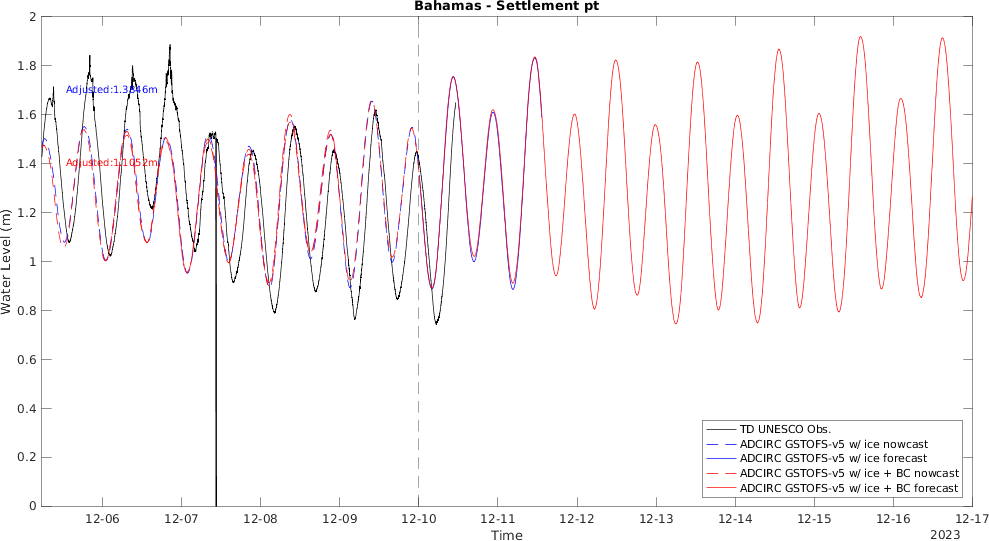 Bahamas - Settlement pt
2
1.8
1.6
1.4
1.2
1
0.8
0.6
0.4
0.2
0
Water Level (m)
Adjusted:1.3846m
Adjusted:1.1052m
TD UNESCO Obs.
ADCIRC GSTOFS-v5 w/ ice nowcast
ADCIRC GSTOFS-v5 w/ ice forecast
ADCIRC GSTOFS-v5 w/ ice + BC nowcast
ADCIRC GSTOFS-v5 w/ ice + BC forecast
12-06 12-07 12-08 12-09 12-10 12-11 12-12 12-13 12-14 12-15 12-16 12-17
Time
2023